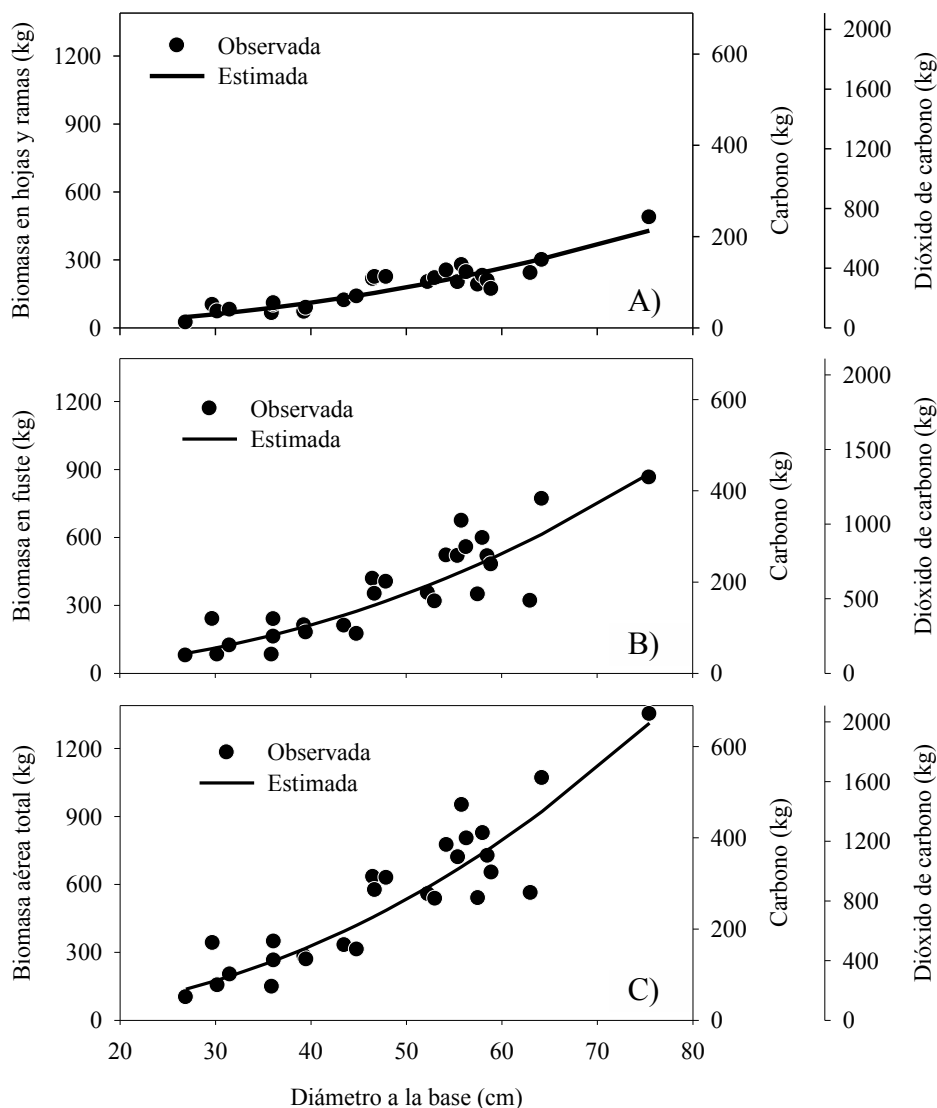 Biomasa en hojas y ramas (kg)
1200
900
600
300
0
Observada
Estimada
A)
600
400
200
0
Carbono (kg)
2000
1600
1200
800
400
0
Dióxido de carbono (kg)
Biomasa en fuste (kg)
1200
900
600
300
0
Observada
Estimada
B)
600
400
200
0
Carbono (kg)
2000
1500
1000
500
0
Dióxido de carbono (kg)
Biomasa aérea total (kg)
1200
900
600
300
0
Observada
Estimada
C)
600
400
200
0
Carbono (kg)
2000
1600
1200
800
400
0
Dióxido de carbono (kg)
20 30 40 50 60 70 80
Diámetro a la base (cm)